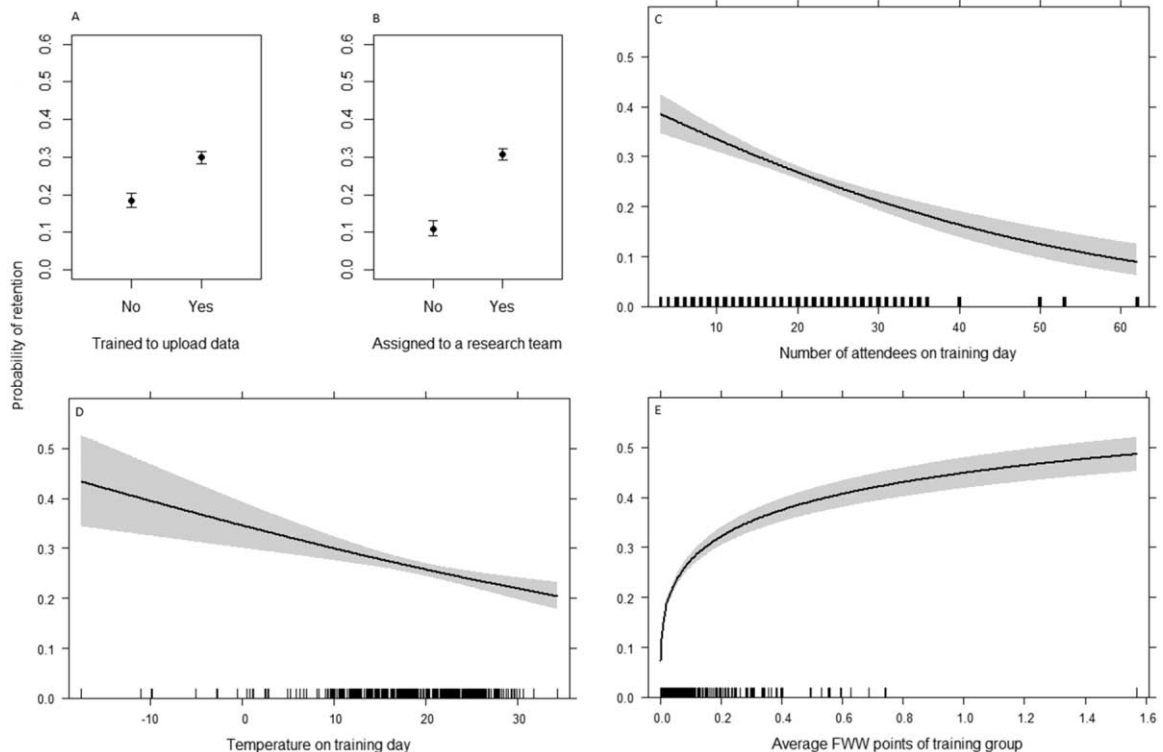 Probability of retention
A
0.0 0.1 0.2 0.3 0.4 0.5 0.6
No Yes
Trained to upload data
B
0.0 0.1 0.2 0.3 0.4 0.5 0.6
No Yes
Assigned to a research team
C
0.5
0.4
0.3
0.2
0.1
0.0
10 20 30 40 50 60
Number of attendees on training day
D
0.5
0.4
0.3
0.2
0.1
0.0
-10 0 10 20 30
Temperature on training day
E
0.5
0.4
0.3
0.2
0.1
0.0
0.0 0.2 0.4 0.6 0.8 1.0 1.2 1.4 1.6
Average FWW points of training group